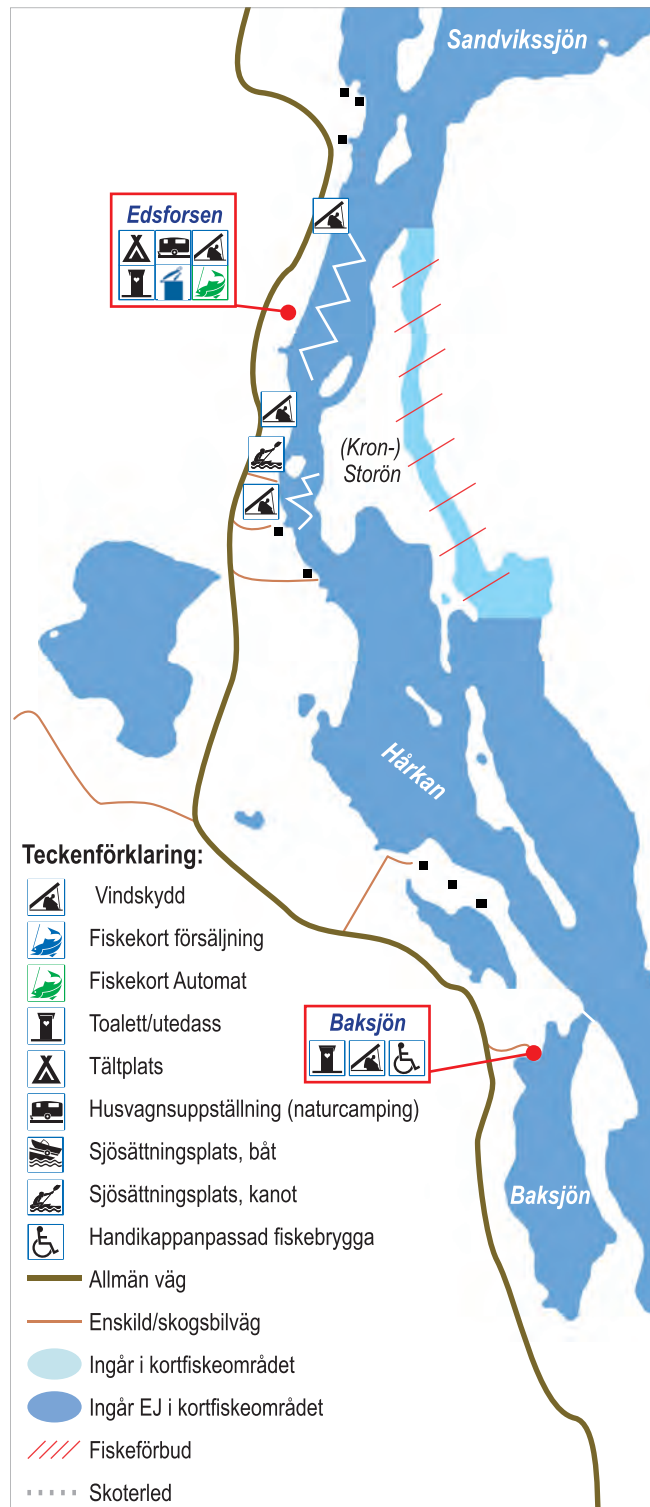 Sandvikssjön
Edsforsen
(Kron-)
Storön
Hårkan
Teckenförklaring:
Vindskydd
Fiskekort försäljning
Fiskekort Automat
Toalett/utedass
Tältplats
Husvagnsuppställning (naturcamping)
Sjösättningsplats, båt
Sjösättningsplats, kanot
Handikappanpassad fiskebrygga
Allmän väg
Enskild/skogsbilväg
Ingår i kortfiskeområdet
Ingår EJ i kortfiskeområdet
Fiskeförbud
Skoterled
Baksjön
Baksjön